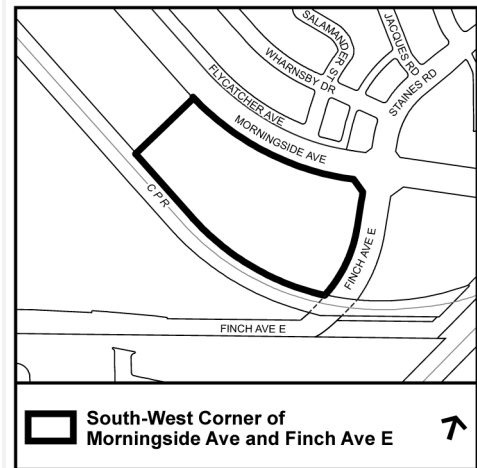 SALAMANDER ST
JACQUES RD
WHARNSBY DR
STAINES RD
FLYCATCHER AVE
MORNINGSIDE AVE
C P R
FINCH AVE E
FINCH AVE E
South-West Corner of
Morningside Ave and Finch Ave E